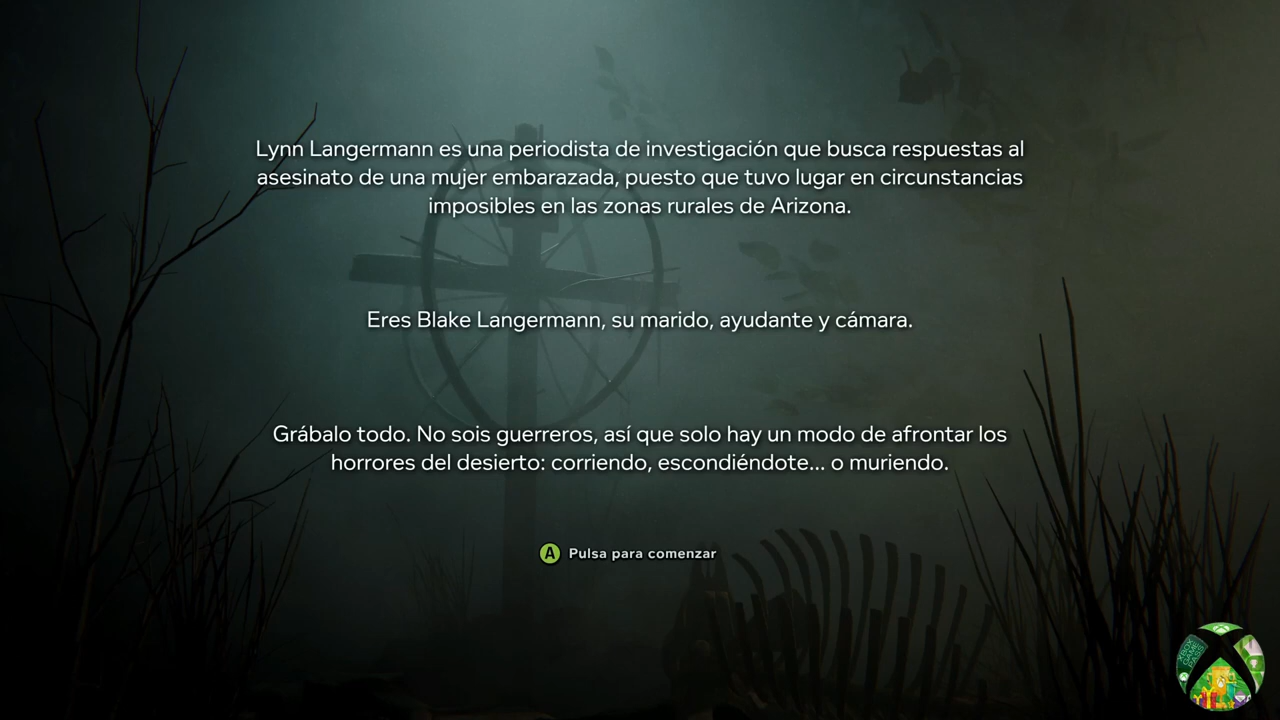 Lynn Langermann es una periodista de investigación que busca respuestas al
asesinato de una mujer embarazada, puesto que tuvo lugar en circunstancias
imposibles en las zonas rurales de Arizona.
Eres Blake Langermann, su marido, ayudante y cámara.
Grábalo todo. No sois guerreros, así que solo hay un modo de afrontar los
horrores del desierto: corriendo, escondiéndote... o muriendo.
A Pulsa para comenzar
XBOX
GAME
PASS